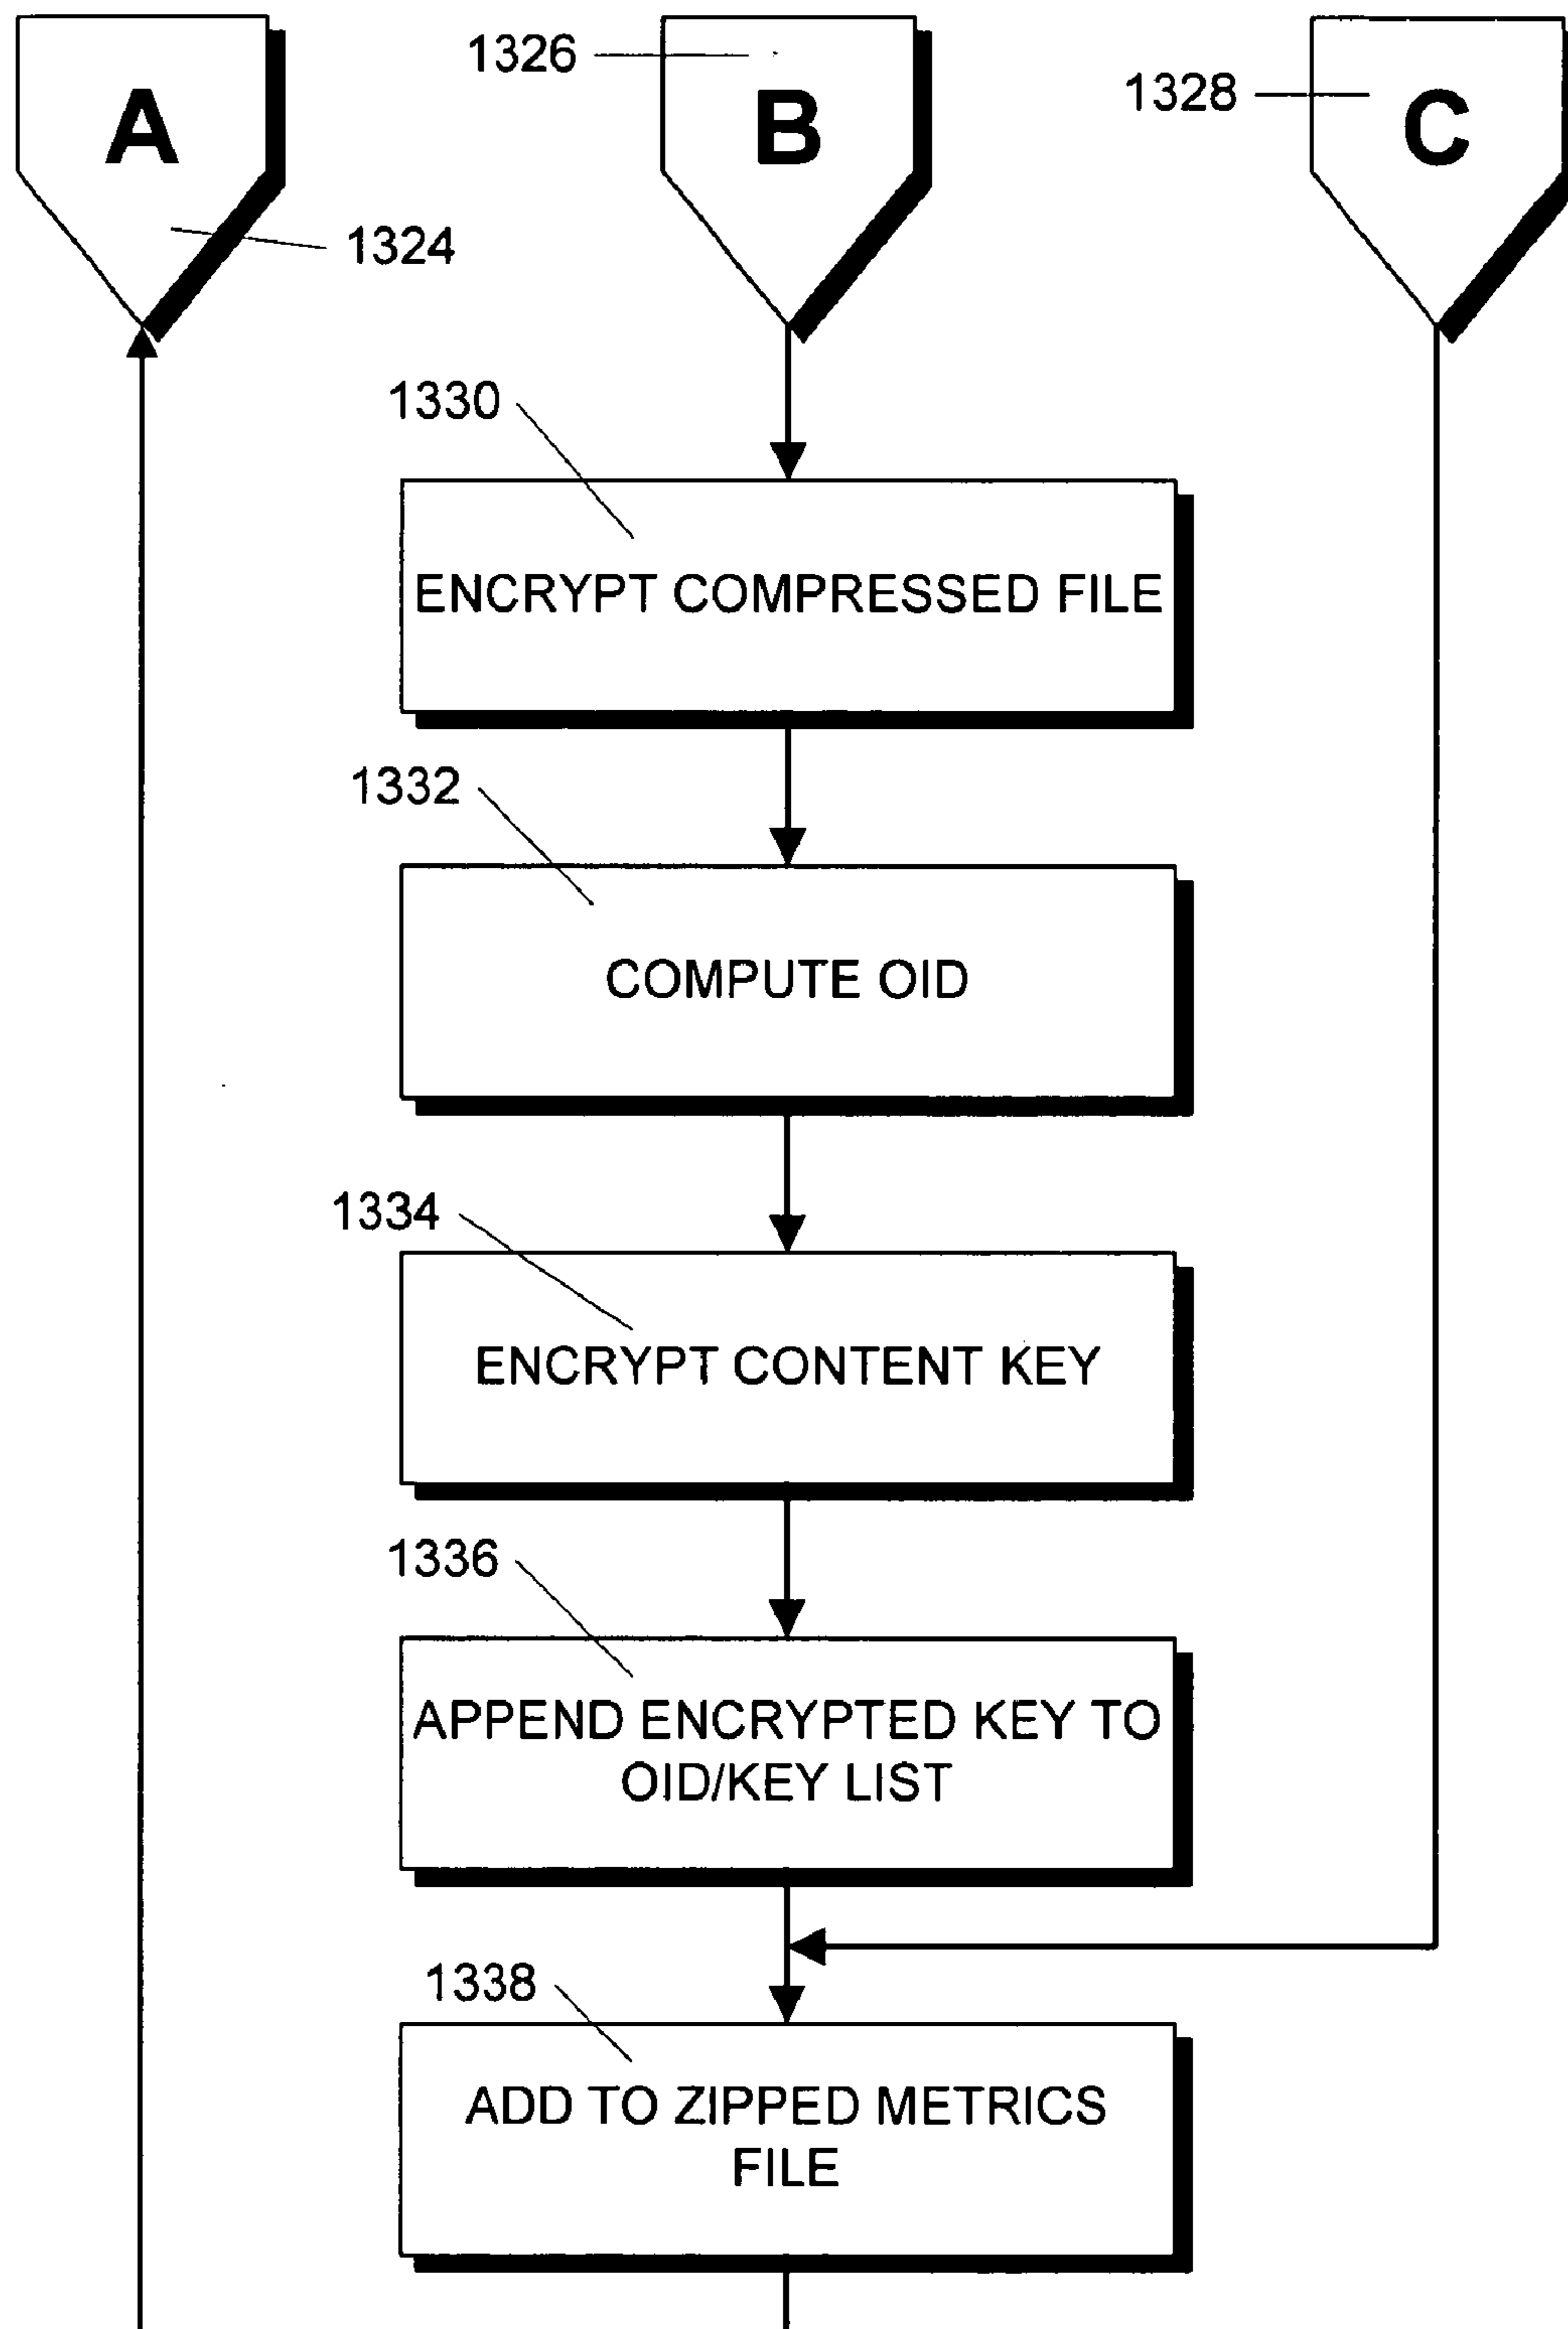 1326
1328
A
B
C
1324
1330
ENCRYPT COMPRESSED FILE
1332
COMPUTE OID
1334
ENCRYPT CONTENT KEY
1336
APPEND ENCRYPTED KEY TO
OID/KEY LIST
1338
ADD TO ZIPPED METRICS
FILE